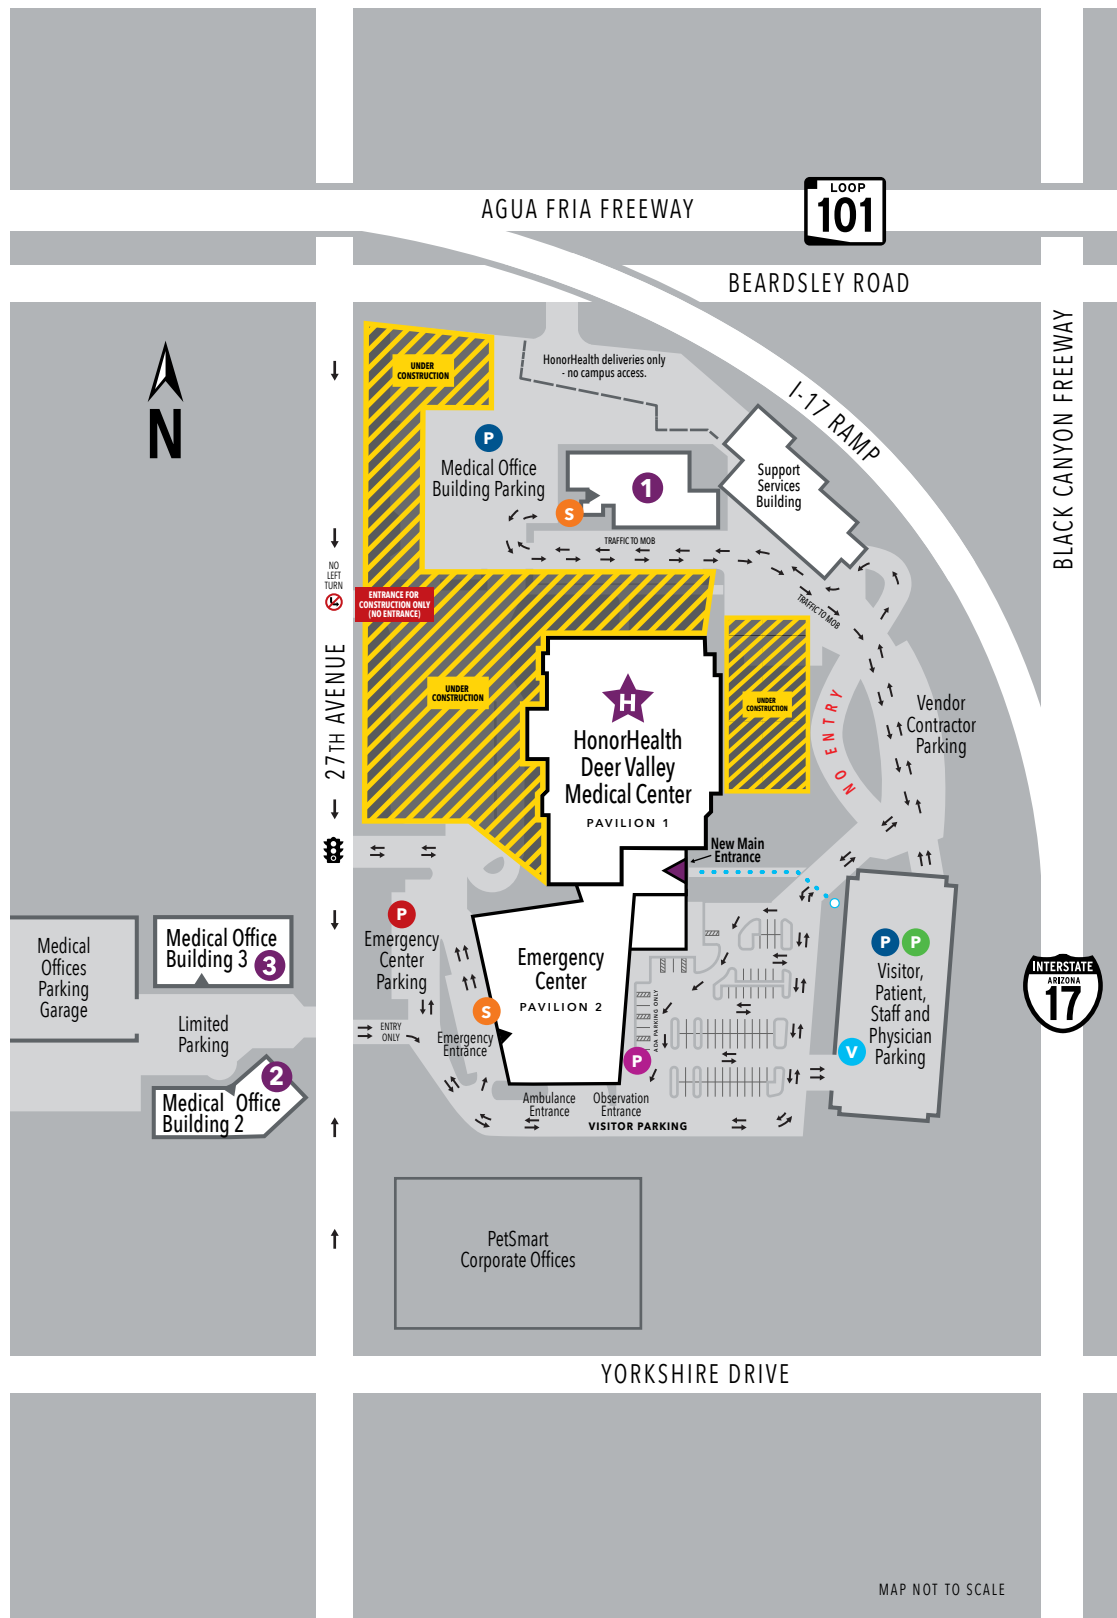 LOOP
101
AGUA FRIA FREEWAY
BEARDSLEY ROAD
BLACK CANYON FREEWAY
I-17 RAMP
N
UNDER
CONSTRUCTION
HonorHealth deliveries only
- no campus access.
P
Medical Office
Building Parking
1
S
Support
Services
Building
TRAFFIC TO MOB
TRAFFIC TO MOB
NO
LEFT
TURN
ENTRANCE FOR
CONSTRUCTION ONLY
(NO ENTRANCE)
27TH AVENUE
UNDER
CONSTRUCTION
UNDER
CONSTRUCTION
NO ENTRY
Vendor
Contractor
Parking
H
HonorHealth
Deer Valley
Medical Center
PAVILION 1
New Main
Entrance
P
Emergency
Center
Parking
Medical
Offices
Parking
Garage
Medical Office
Building 3
3
Limited
Parking
2
Medical Office
Building 2
ENTRY
ONLY
S
Emergency
Entrance
Emergency
Center
PAVILION 2
ADA PARKING ONLY
P
Ambulance
Entrance
Observation
Entrance
VISITOR PARKING
P P
Visitor,
Patient,
Staff and
Physician
Parking
V
INTERSTATE
ARIZONA
17
PetSmart
Corporate Offices
YORKSHIRE DRIVE
MAP NOT TO SCALE